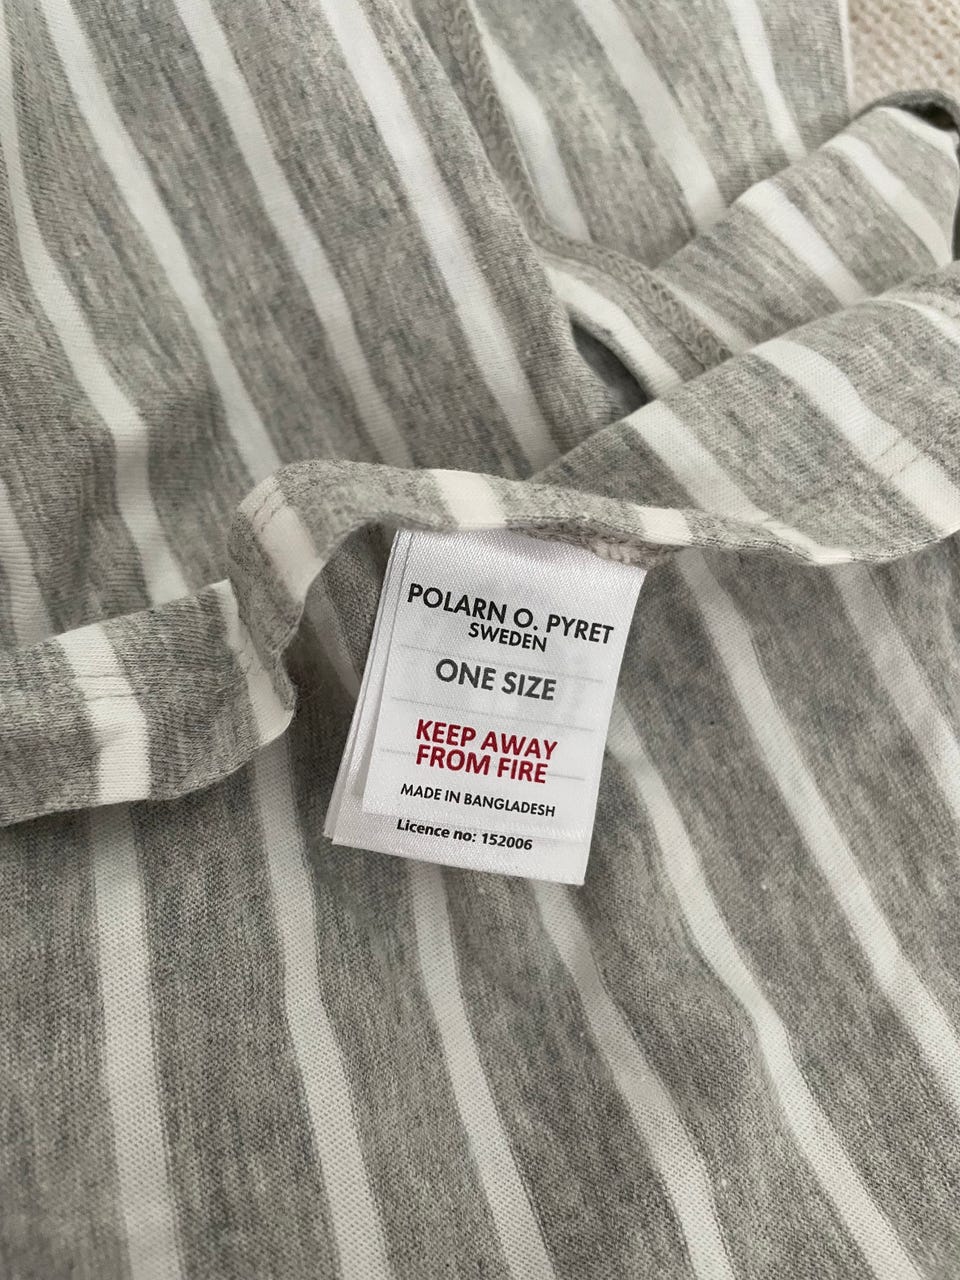 POLARN O. PYRET
SWEDEN
ONE SIZE
KEEP AWAY
FROM FIRE
MADE IN BANGLADESH
Licence no: 152006